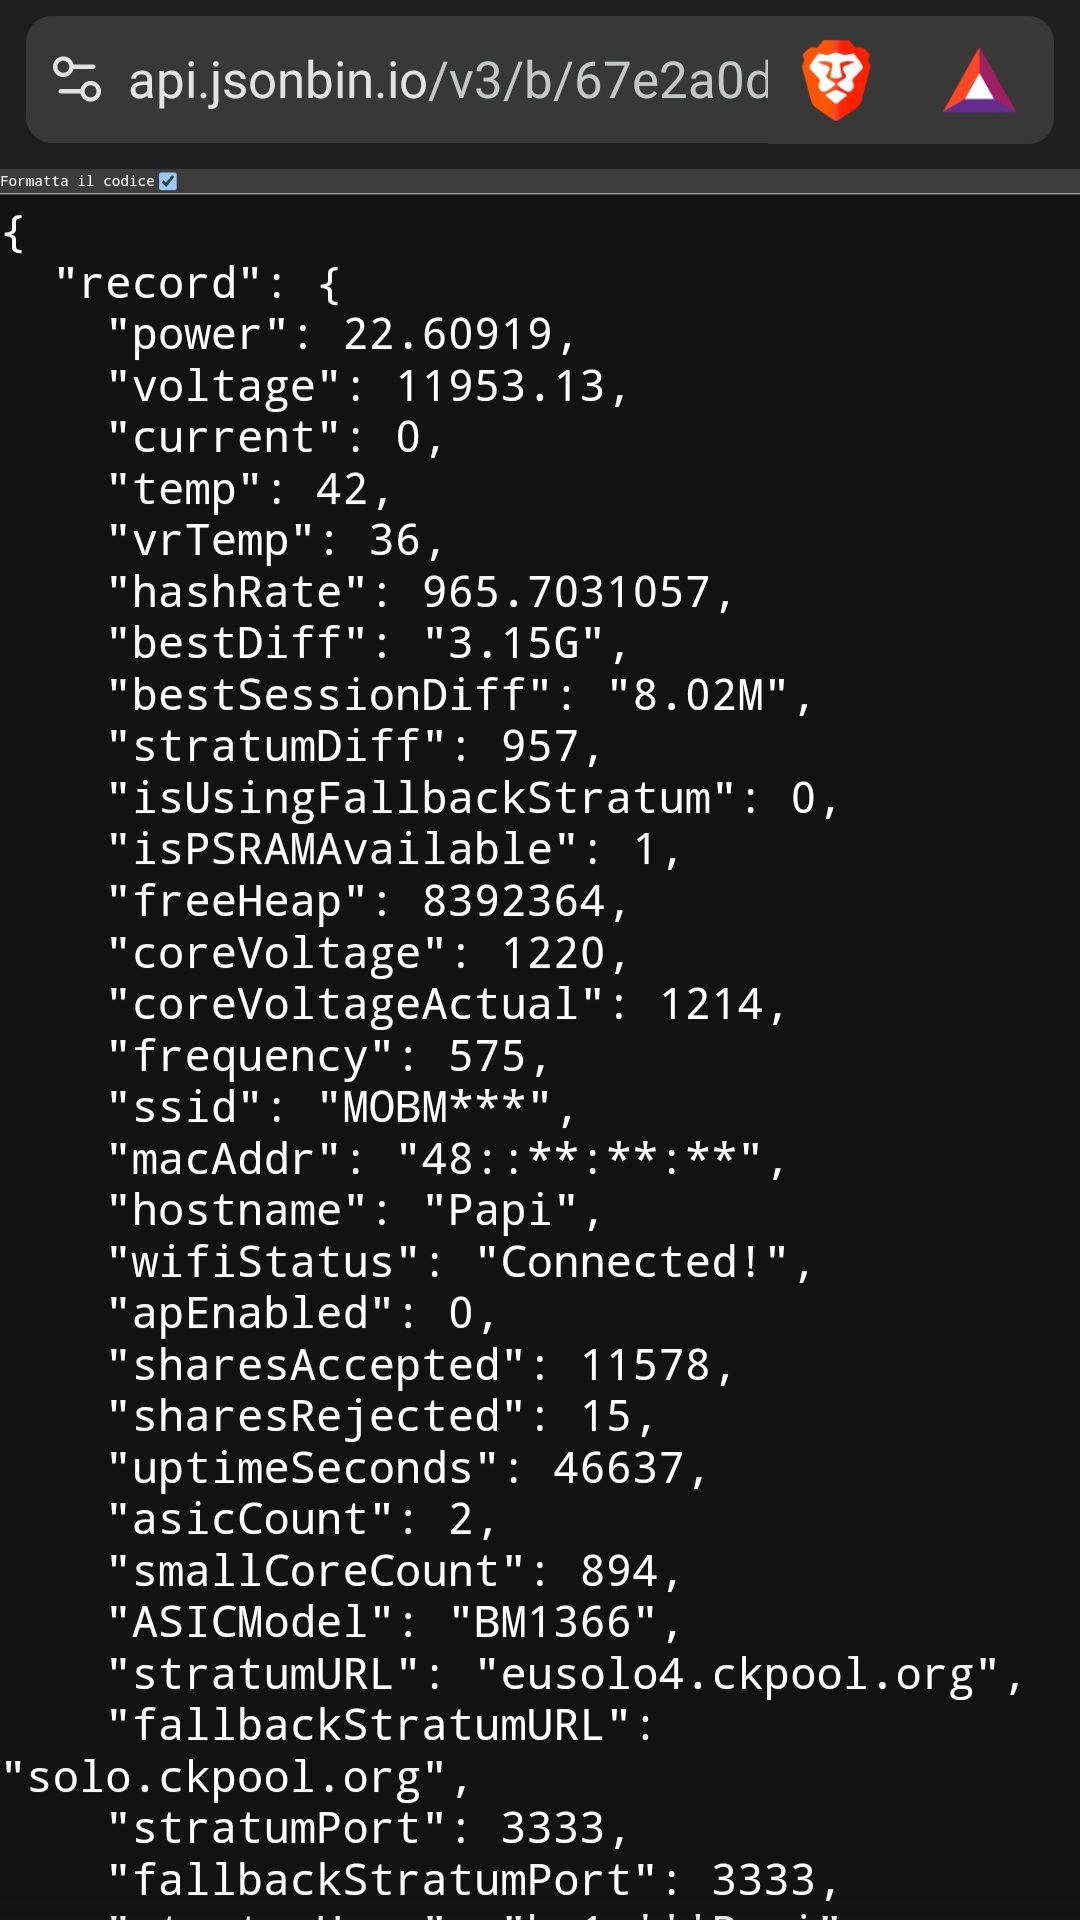 api.jsonbin.io/v3/b/67e2a0d
Formatta il codice
{
"record": {
"power": 22.60919,
"voltage": 11953.13,
"current": 0,
"temp": 42,
"vrTemp": 36,
"hashRate": 965.7031057,
"bestDiff": "3.15G",
"bestSessionDiff": "8.02M",
"stratumDiff": 957,
"isUsingFallbackStratum": 0,
"isPSRAMAvailable": 1,
"freeHeap": 8392364,
"coreVoltage": 1220,
"coreVoltageActual": 1214,
"frequency": 575,
"ssid": "MOBM***",
"macAddr": "48::**:**:**",
"hostname": "Papi",
"wifiStatus": "Connected!",
"apEnabled": 0,
"sharesAccepted": 11578,
"sharesRejected": 15,
"uptimeSeconds": 46637,
"asicCount": 2,
"smallCoreCount": 894,
"ASICModel": "BM1366",
"stratumURL": "eusolo4.ckpool.org",
"fallbackStratumURL":
"solo.ckpool.org",
"stratumPort": 3333,
"fallbackStratumPort": 3333,